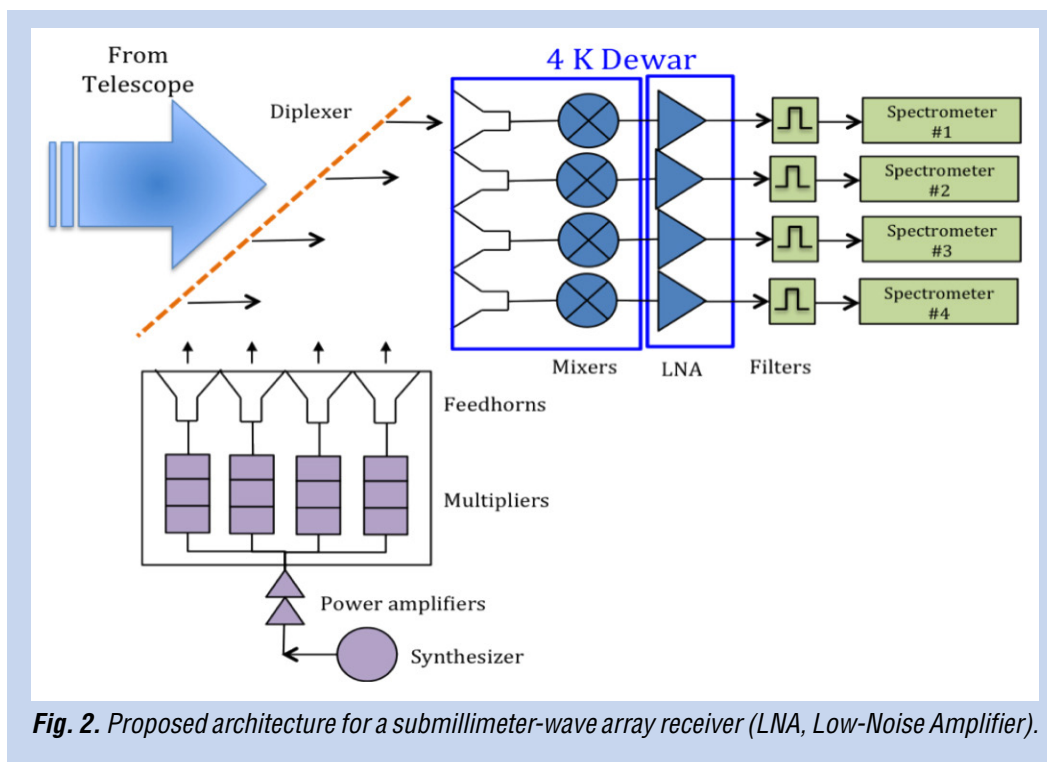 From
Telescope
Diplexer
4 K Dewar
Spectrometer
#1
Spectrometer
#2
Spectrometer
#3
Spectrometer
#4
Mixers
LNA
Filters
Feedhorns
Multipliers
Power amplifiers
Synthesizer
Fig. 2. Proposed architecture for a submillimeter-wave array receiver (LNA, Low-Noise Amplifier).